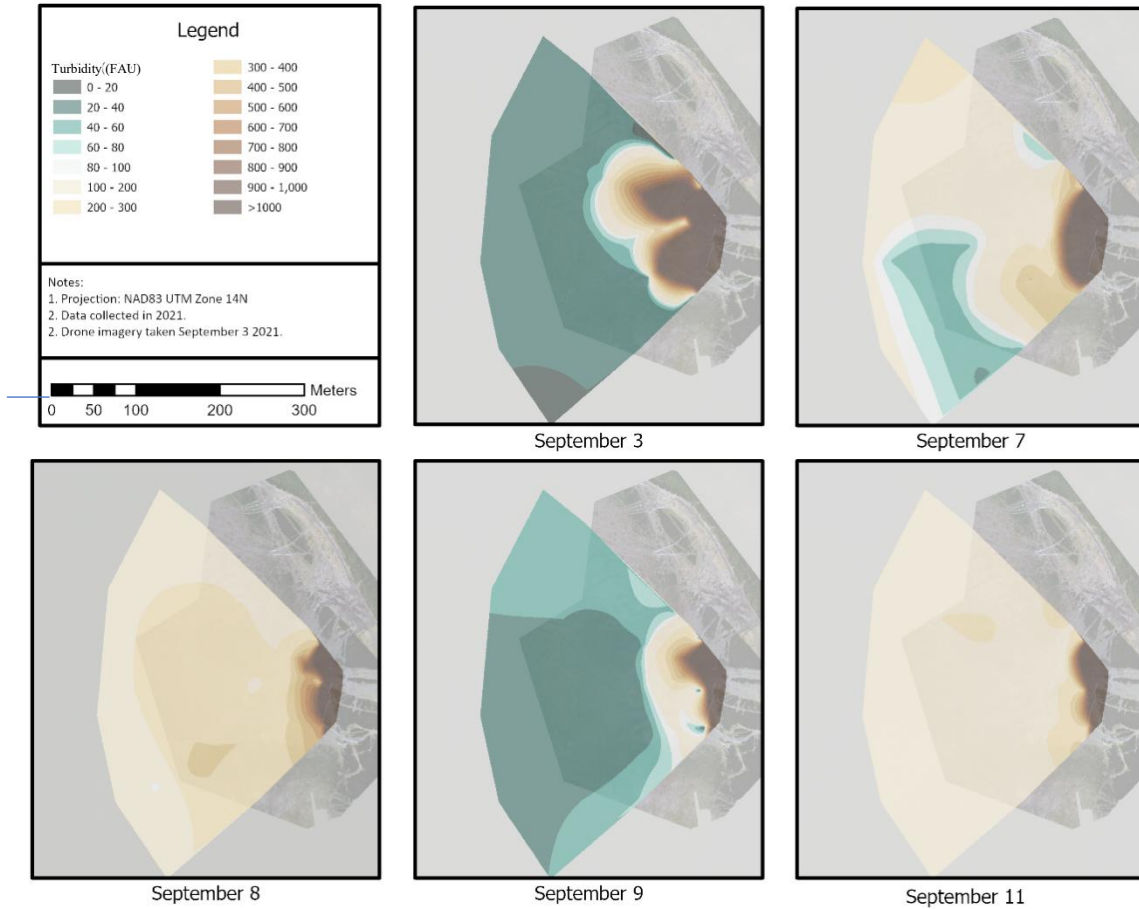 Legend
Turbidity (FAU)
0 - 20
20 - 40
40 - 60
60 - 80
80 - 100
100 - 200
200 - 300
300 - 400
400 - 500
500 - 600
600 - 700
700 - 800
800 - 900
900 - 1,000
>1000
Notes:
1. Projection: NAD83 UTM Zone 14N
2. Data collected in 2021.
2. Drone imagery taken September 3 2021.
Meters
0 50 100 200 300
September 3
September 7
September 8
September 9
September 11